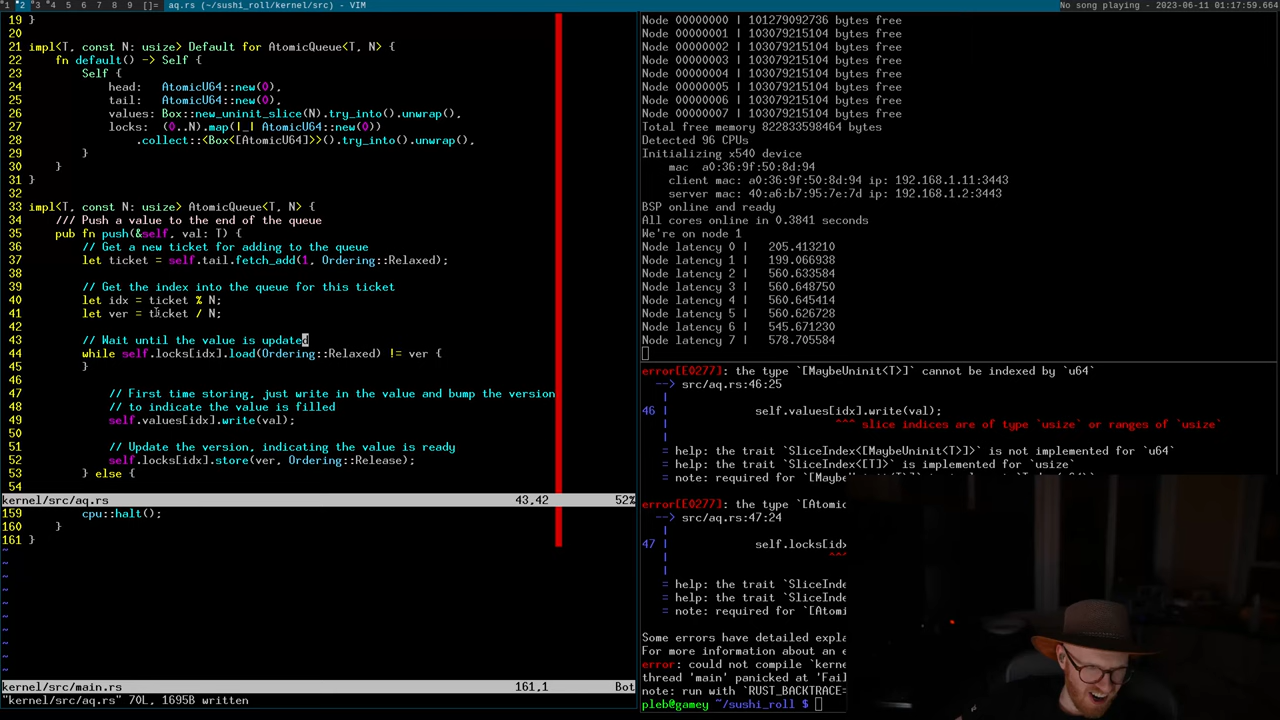 1 2 3 4 5 6 7 8 9 []= aq.rs (~/sushi_roll/kernel/src) - VIM
No song playing - 2023-06-11 01:17:59.664
19 }
20
21 impl<T, const N: usize> Default for AtomicQueue<T, N> {
22 fn default() -> Self {
23 Self {
24 head: AtomicU64::new(0),
25 tail: AtomicU64::new(0),
26 values: Box::new_uninit_slice(N).try_into().unwrap(),
27 locks: (0..N).map(|_| AtomicU64::new(0))
28 .collect::<Box<[AtomicU64]>>().try_into().unwrap(),
29 }
30 }
31 }
32
33 impl<T, const N: usize> AtomicQueue<T, N> {
34 /// Push a value to the end of the queue
35 pub fn push(&self, val: T) {
36 // Get a new ticket for adding to the queue
37 let ticket = self.tail.fetch_add(1, Ordering::Relaxed);
38
39 // Get the index into the queue for this ticket
40 let idx = ticket % N;
41 let ver = ticket / N;
42
43 // Wait until the value is updated
44 while self.locks[idx].load(Ordering::Relaxed) != ver {
45 }
46
47 // First time storing, just write in the value and bump the version
48 // to indicate the value is filled
49 self.values[idx].write(val);
50
51 // Update the version, indicating the value is ready
52 self.locks[idx].store(ver, Ordering::Release);
53 } else {
54
kernel/src/aq.rs 43,42 52%
159 cpu::halt();
160 }
161 }
~
~
~
~
~
~
~
~
~
~
kernel/src/main.rs 161,1 Bot
"kernel/src/aq.rs" 70L, 1695B written
Node 00000000 | 101279092736 bytes free
Node 00000001 | 103079215104 bytes free
Node 00000002 | 103079215104 bytes free
Node 00000003 | 103079215104 bytes free
Node 00000004 | 103079215104 bytes free
Node 00000005 | 103079215104 bytes free
Node 00000006 | 103079215104 bytes free
Node 00000007 | 103079215104 bytes free
Total free memory 822833598464 bytes
Detected 96 CPUs
Initializing x540 device
mac a0:36:9f:50:8d:94
client mac: a0:36:9f:50:8d:94 ip: 192.168.1.11:3443
server mac: 40:a6:b7:95:7e:7d ip: 192.168.1.2:3443
BSP online and ready
All cores online in 0.3841 seconds
We're on node 1
Node latency 0 | 205.413210
Node latency 1 | 199.066938
Node latency 2 | 560.633584
Node latency 3 | 560.648750
Node latency 4 | 560.645414
Node latency 5 | 560.626728
Node latency 6 | 545.671230
Node latency 7 | 578.705584
error[E0277]: the type `[MaybeUninit<T>]` cannot be indexed by `u64`
--> src/aq.rs:46:25
|
46 | self.values[idx].write(val);
| ^^^ slice indices are of type `usize` or ranges of `usize`
|
= help: the trait `SliceIndex<[MaybeUninit<T>]>` is not implemented for `u64`
= help: the trait `SliceIndex<[T]>` is implemented for `usize`
= note: required for `[Mayb
error[E0277]: the type `[Atomic
--> src/aq.rs:47:24
|
47 | self.locks[idx
| ^^
|
= help: the trait `SliceInde
= help: the trait `SliceInde
= note: required for `[Atomi
Some errors have detailed expla
For more information about an e
error: could not compile `kerne
thread 'main' panicked at 'Fail
note: run with `RUST_BACKTRACE=
pleb@gamey ~/sushi_roll $